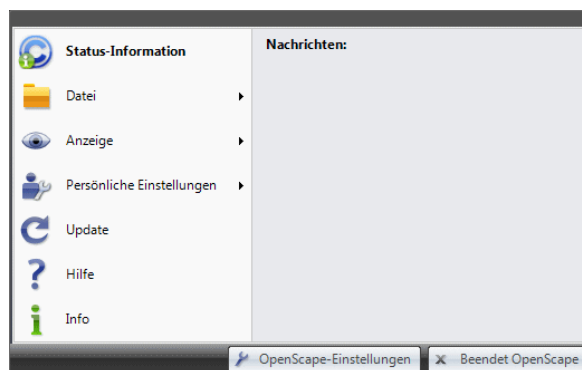 Status-Information
Nachrichten:
Datei
Anzeige
Persönliche Einstellungen
Update
Hilfe
Info
OpenScape-Einstellungen
Beendet OpenScape